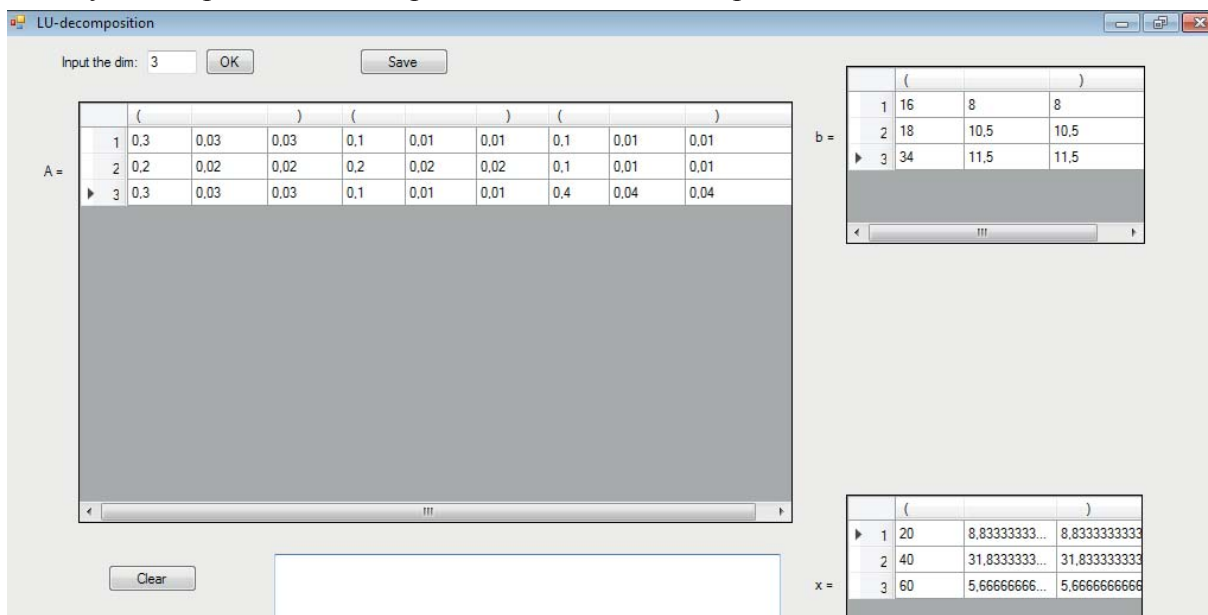 LU-decomposition
Input the dim: 3 OK Save
( ) ( ) ( )
1 0,3 0,03 0,03 0,1 0,01 0,01 0,1 0,01 0,01
A = 2 0,2 0,02 0,02 0,2 0,02 0,02 0,1 0,01 0,01
3 0,3 0,03 0,03 0,1 0,01 0,01 0,4 0,04 0,04
( )
1 16 8 8
b = 2 18 10,5 10,5
3 34 11,5 11,5
Clear
( )
1 20 8,83333333... 8,8333333333
2 40 31,8333333... 31,833333333
x = 3 60 5,66666666... 5,6666666666